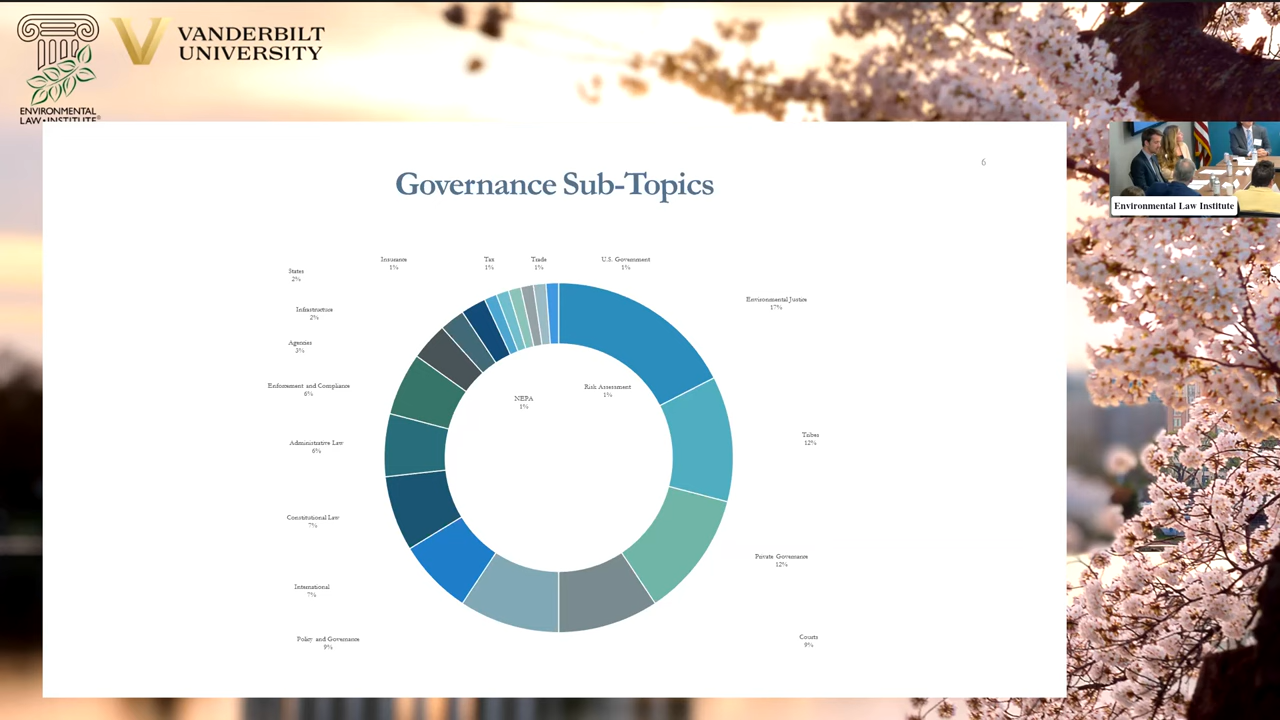 ENVIRONMENTAL
LAW•INSTITUTE®
VANDERBILT
UNIVERSITY
6
Governance Sub-Topics
Insurance
1%
Tax
1%
Trade
1%
U.S. Government
1%
States
2%
Environmental Justice
17%
Infrastructure
2%
Agencies
3%
Enforcement and Compliance
6%
NEPA
1%
Risk Assessment
1%
Administrative Law
6%
Tribes
12%
Constitutional Law
7%
Private Governance
12%
International
7%
Policy and Governance
9%
Courts
9%
Environmental Law Institute